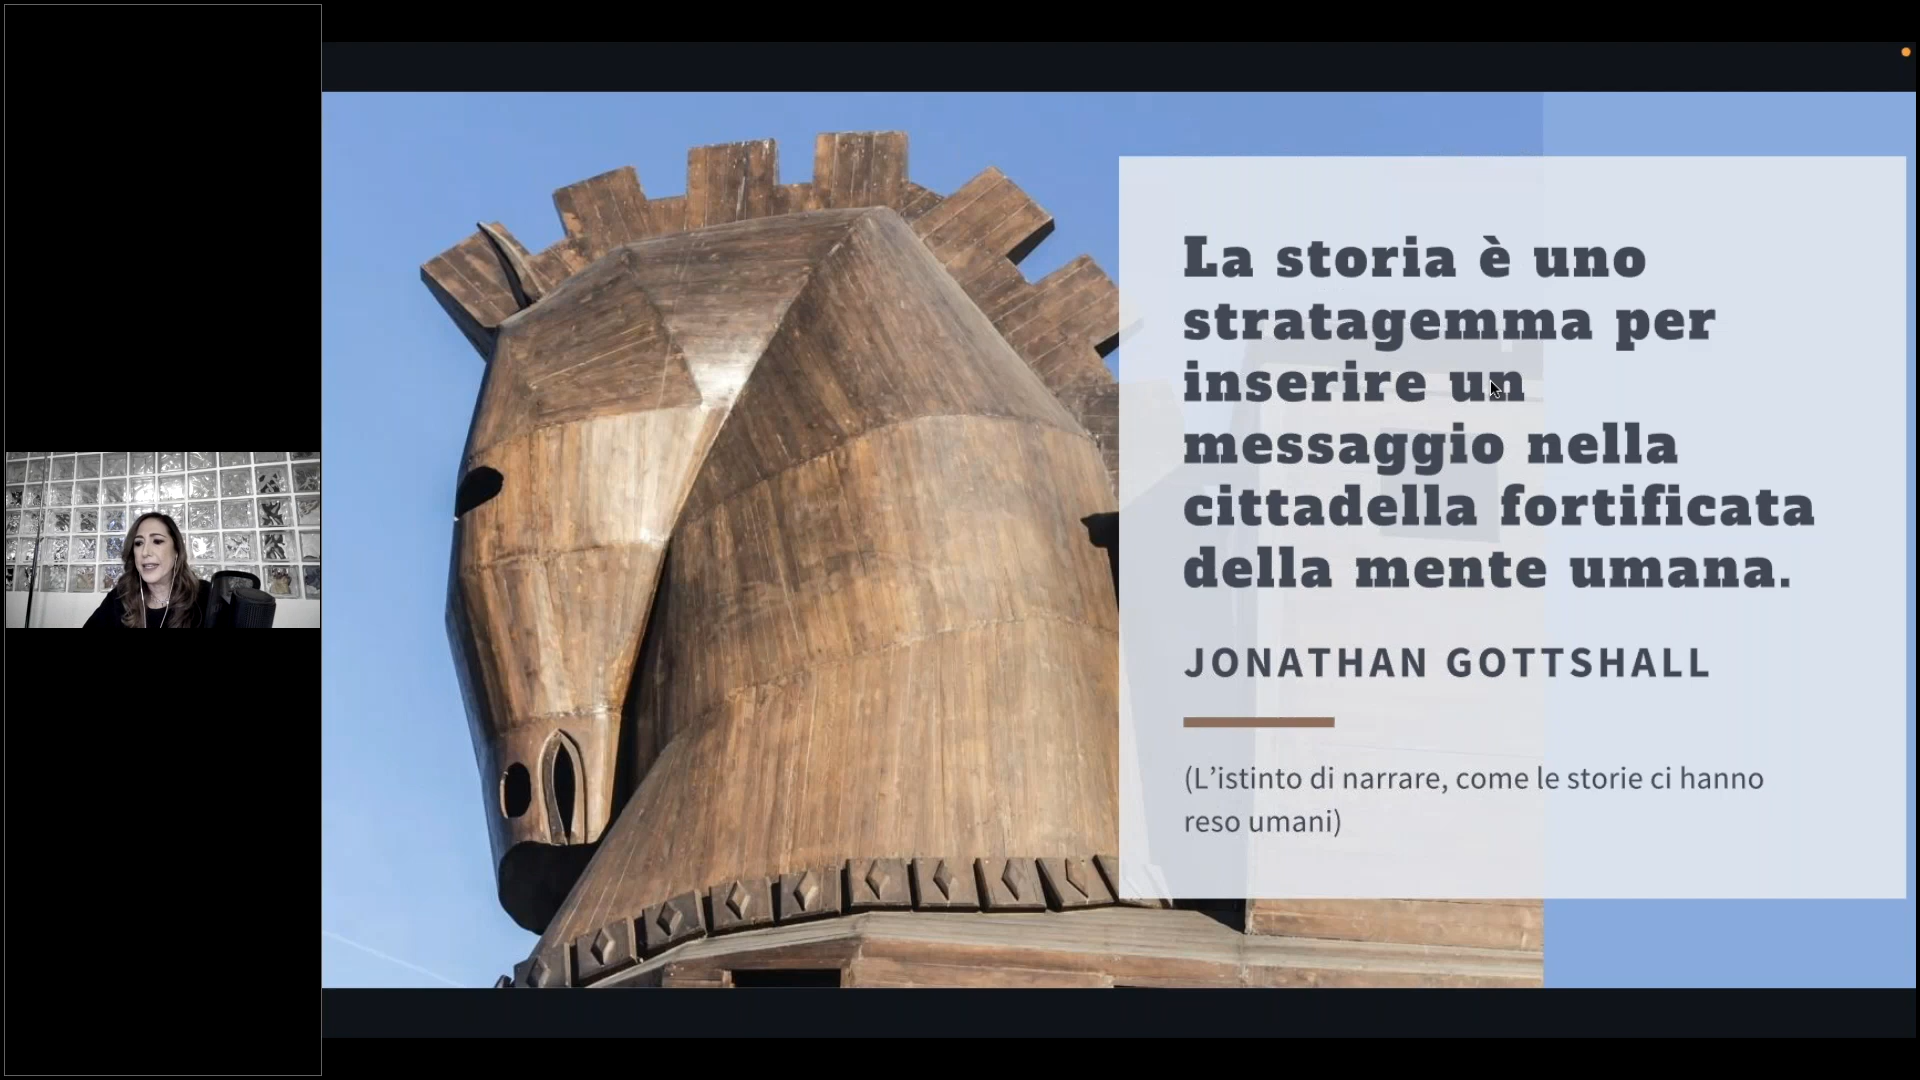 La storia è uno
stratagemma per
inserire un
messaggio nella
cittadella fortificata
della mente umana.
JONATHAN GOTTSHALL
(L’istinto di narrare, come le storie ci hanno
reso umani)